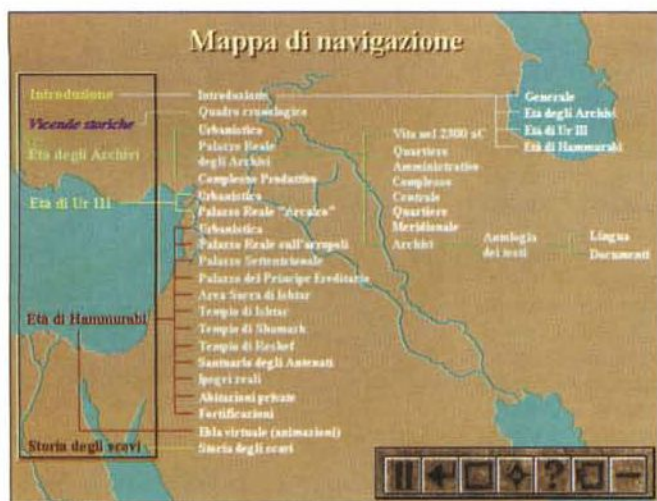 Mappa di navigazione
Introduzione
Vicende storiche
Età degli Archivi
Età di Ur III
Età di Hammurabi
Storia degli scavi
Introduzione
Quadro cronologico
Urbanistica
Palazzo Reale
degli Archivi
Complesso Produttivo
Urbanistica
Palazzo Reale "Arcaico"
Urbanistica
Palazzo Reale sull'acropoli
Palazzo Settentrionale
Palazzo del Principe Ereditario
Area Sacra di Ishtar
Tempio di Ishtar
Tempio di Shamash
Tempio di Reshef
Santuario degli Antenati
Ipogei reali
Abitazioni private
Fortificazioni
Ebla virtuale (animazioni)
Storia degli scavi
Vita nel 2300 aC
Quartiere
Amministrativo
Complesso
Centrale
Quartiere
Meridionale
Archivi
Antologia
dei testi
Lingua
Documenti
Generale
Età degli Archivi
Età di Ur III
Età di Hammurabi
?